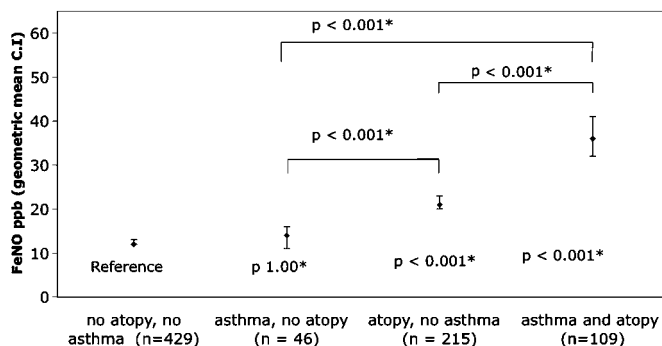 FeNO ppb (geometric mean C.I)
60
50
40
30
20
10
0
p < 0.001*
p < 0.001*
p < 0.001*
Reference
p 1.00*
p < 0.001*
p < 0.001*
no atopy, no
asthma (n=429)
asthma, no atopy
(n = 46)
atopy, no asthma
(n = 215)
asthma and atopy
(n=109)